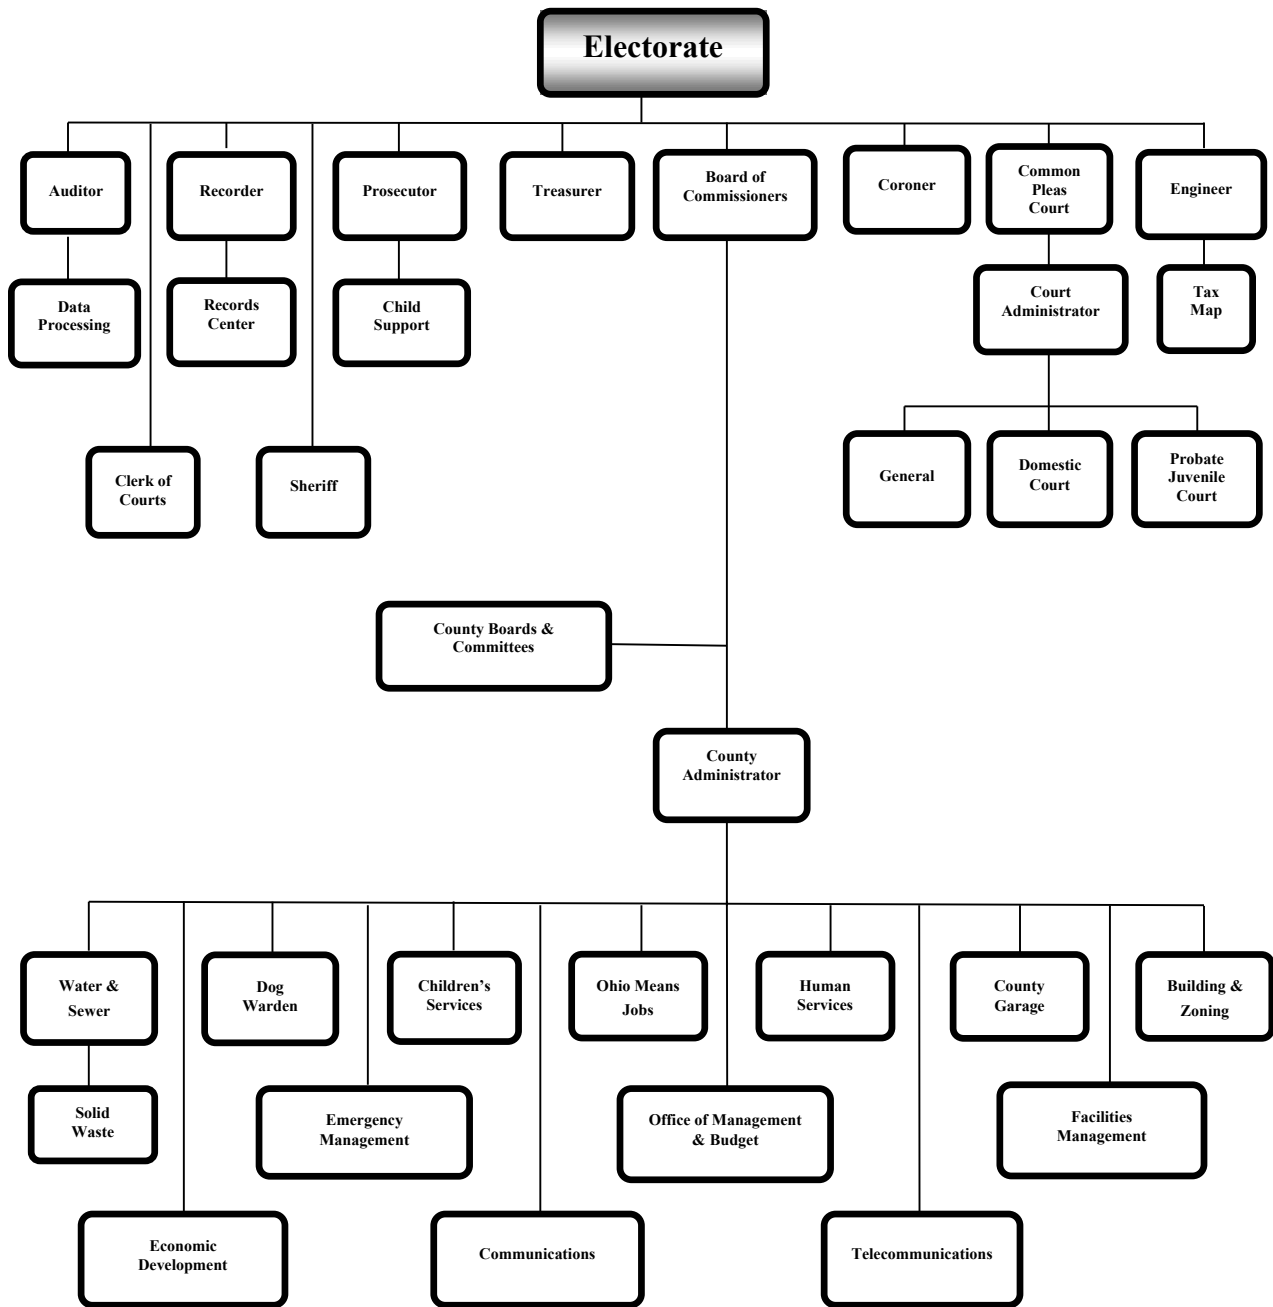 Electorate
Auditor
Recorder
Prosecutor
Treasurer
Board of
Commissioners
Coroner
Common
Pleas
Court
Engineer
Data
Processing
Records
Center
Child
Support
Court
Administrator
Tax
Map
Clerk of
Courts
Sheriff
General
Domestic
Court
Probate
Juvenile
Court
County Boards &
Committees
County
Administrator
Water &
Sewer
Dog
Warden
Children’s
Services
Ohio Means
Jobs
Human
Services
County
Garage
Building &
Zoning
Solid
Waste
Emergency
Management
Office of Management
& Budget
Facilities
Management
Economic
Development
Communications
Telecommunications